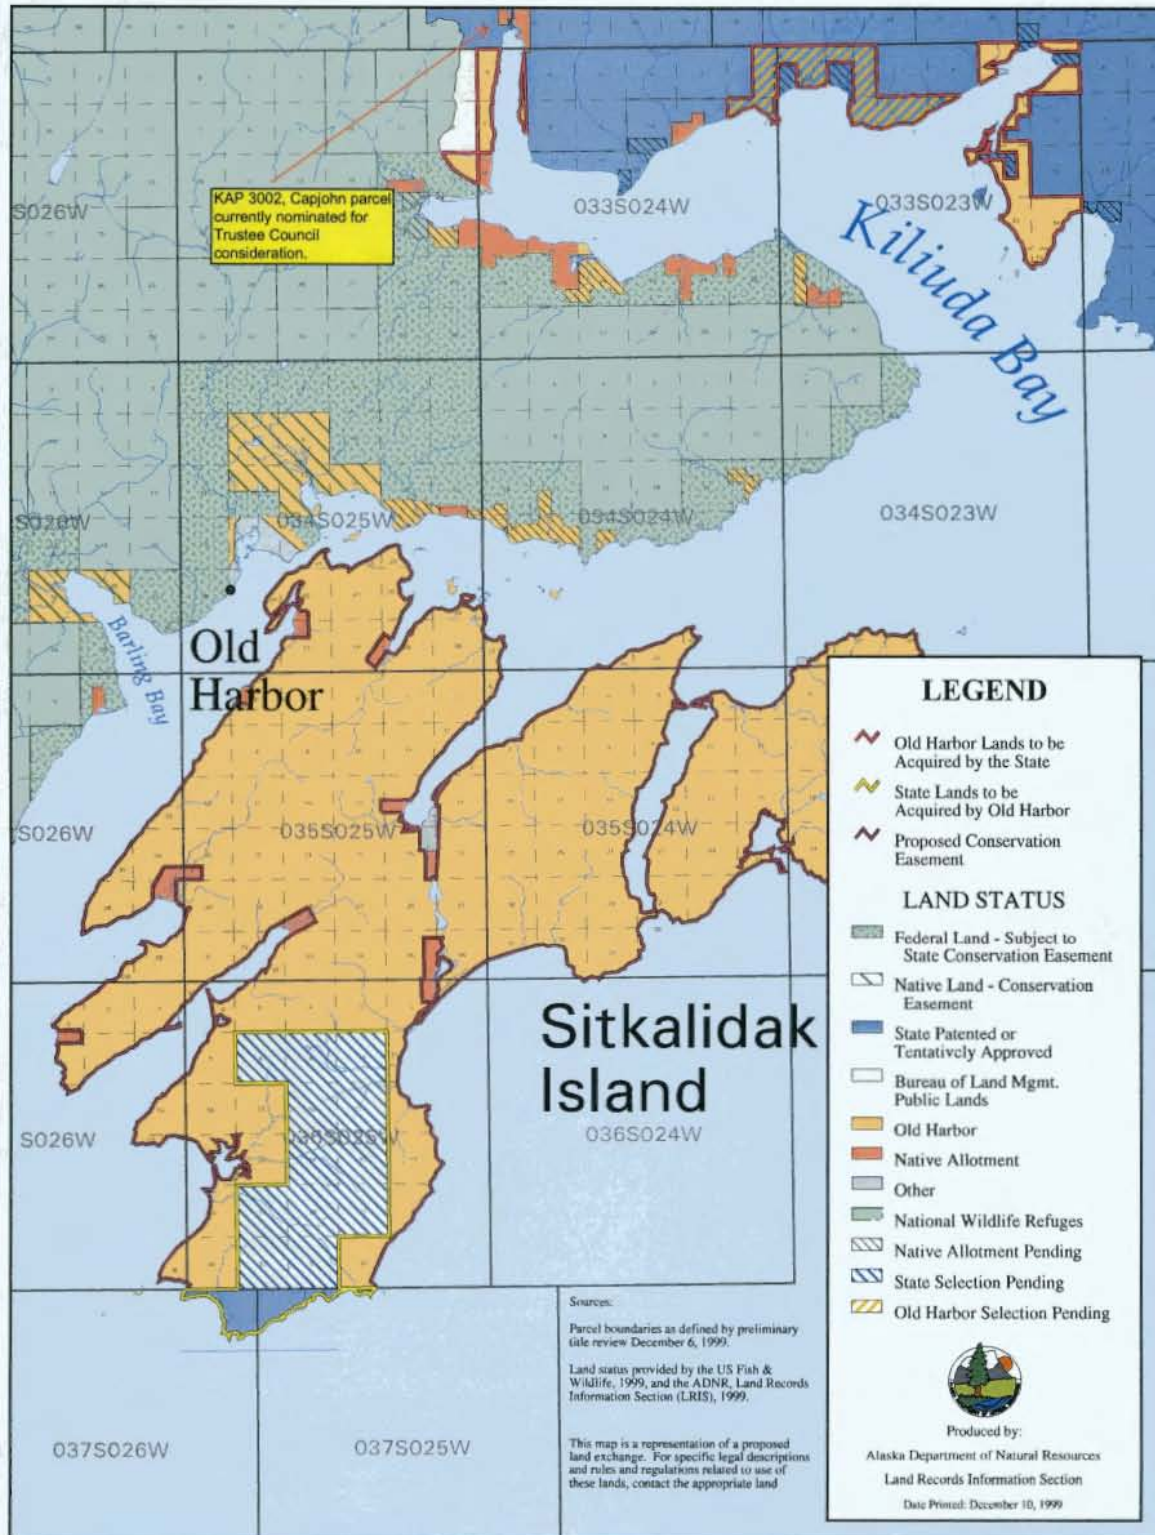 KAP 3002, Capjohn parcel
currently nominated for
Trustee Council
consideration.
S026W
033S024W
033S023W
Kiliuda Bay
S026W
034S025W
034S024W
034S023W
Barling Bay
Old
Harbor
S026W
035S025W
035S024W
Sitkalidak
Island
S026W
036S025W
036S024W
037S026W
037S025W
Sources:
Parcel boundaries as defined by preliminary
title review December 6, 1999.
Land status provided by the US Fish &
Wildlife, 1999, and the ADNR, Land Records
Information Section (LRIS), 1999.
This map is a representation of a proposed
land exchange. For specific legal descriptions
and rules and regulations related to use of
these lands, contact the appropriate land
LEGEND
Old Harbor Lands to be
Acquired by the State
State Lands to be
Acquired by Old Harbor
Proposed Conservation
Easement
LAND STATUS
Federal Land - Subject to
State Conservation Easement
Native Land - Conservation
Easement
State Patented or
Tentatively Approved
Bureau of Land Mgmt.
Public Lands
Old Harbor
Native Allotment
Other
National Wildlife Refuges
Native Allotment Pending
State Selection Pending
Old Harbor Selection Pending
Produced by:
Alaska Department of Natural Resources
Land Records Information Section
Date Printed: December 10, 1999